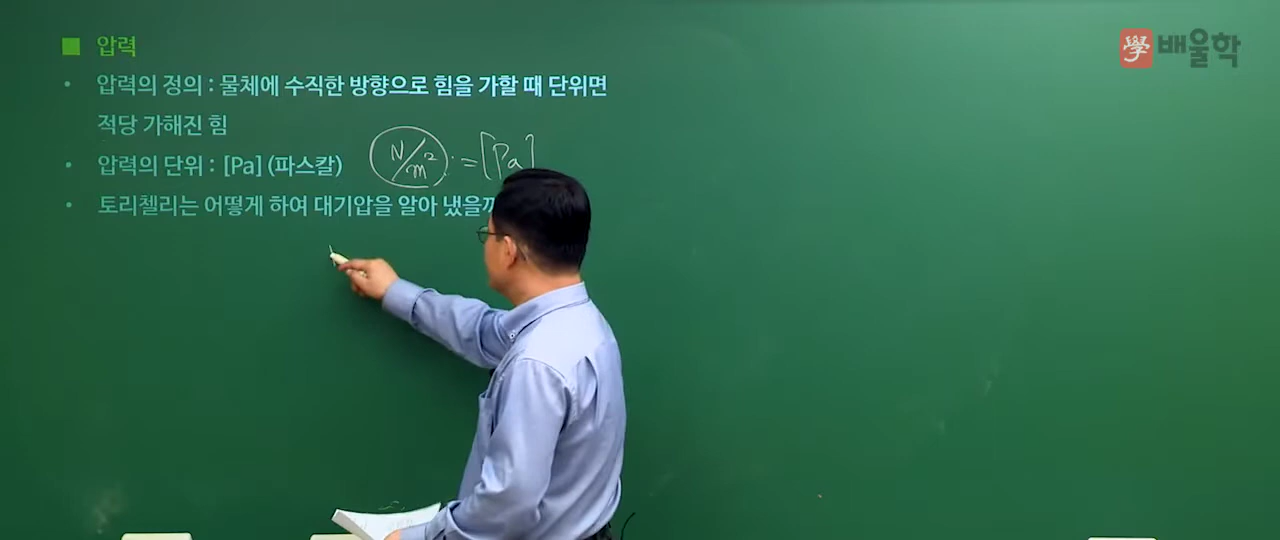 ■ 압력
學 배울학
• 압력의 정의 : 물체에 수직한 방향으로 힘을 가할 때 단위면
적당 가해진 힘
• 압력의 단위 : [Pa] (파스칼) N/m² = [Pa]
• 토리첼리는 어떻게 하여 대기압을 알아 냈을까